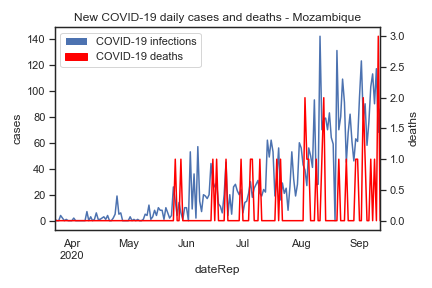 New COVID-19 daily cases and deaths - Mozambique
COVID-19 infections
COVID-19 deaths
140
120
100
80
60
40
20
0
cases
3.0
2.5
2.0
1.5
1.0
0.5
0.0
deaths
Apr May Jun Jul Aug Sep
2020
dateRep